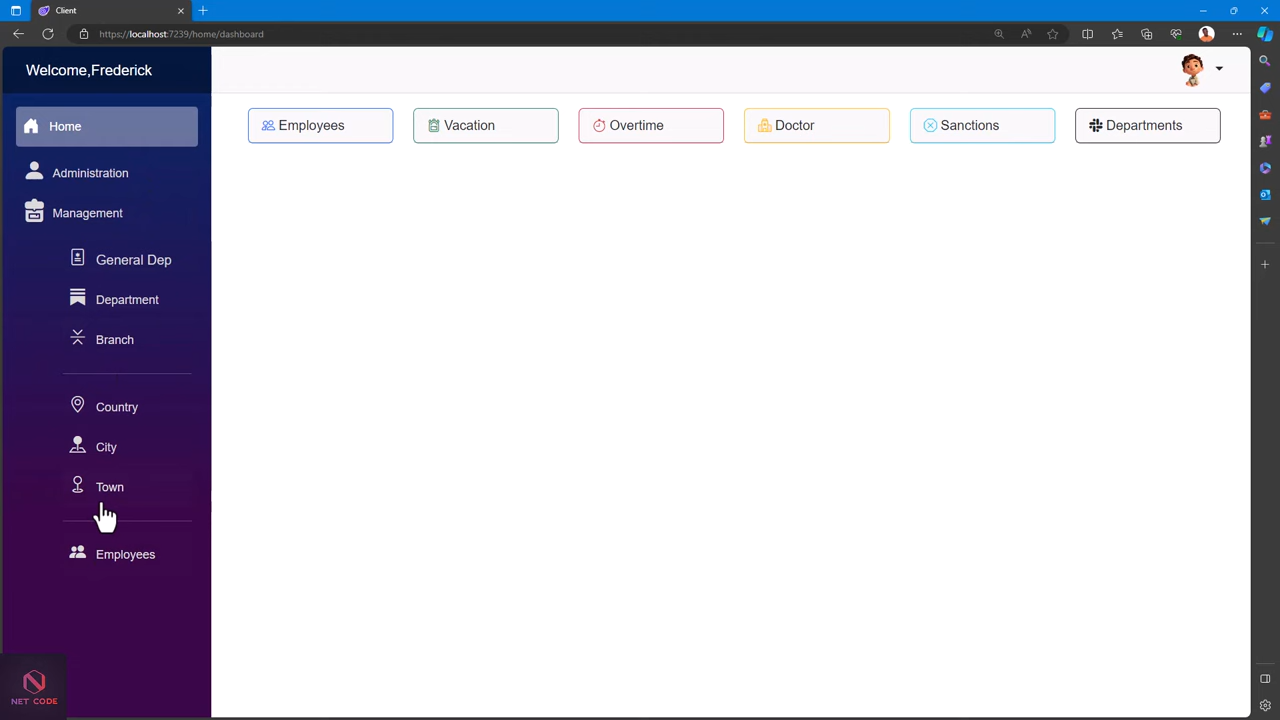 Client
https://localhost:7239/home/dashboard
Welcome,Frederick
Home
Administration
Management
General Dep
Department
Branch
Country
City
Town
Employees
Employees
Vacation
Overtime
Doctor
Sanctions
Departments
NET CODE